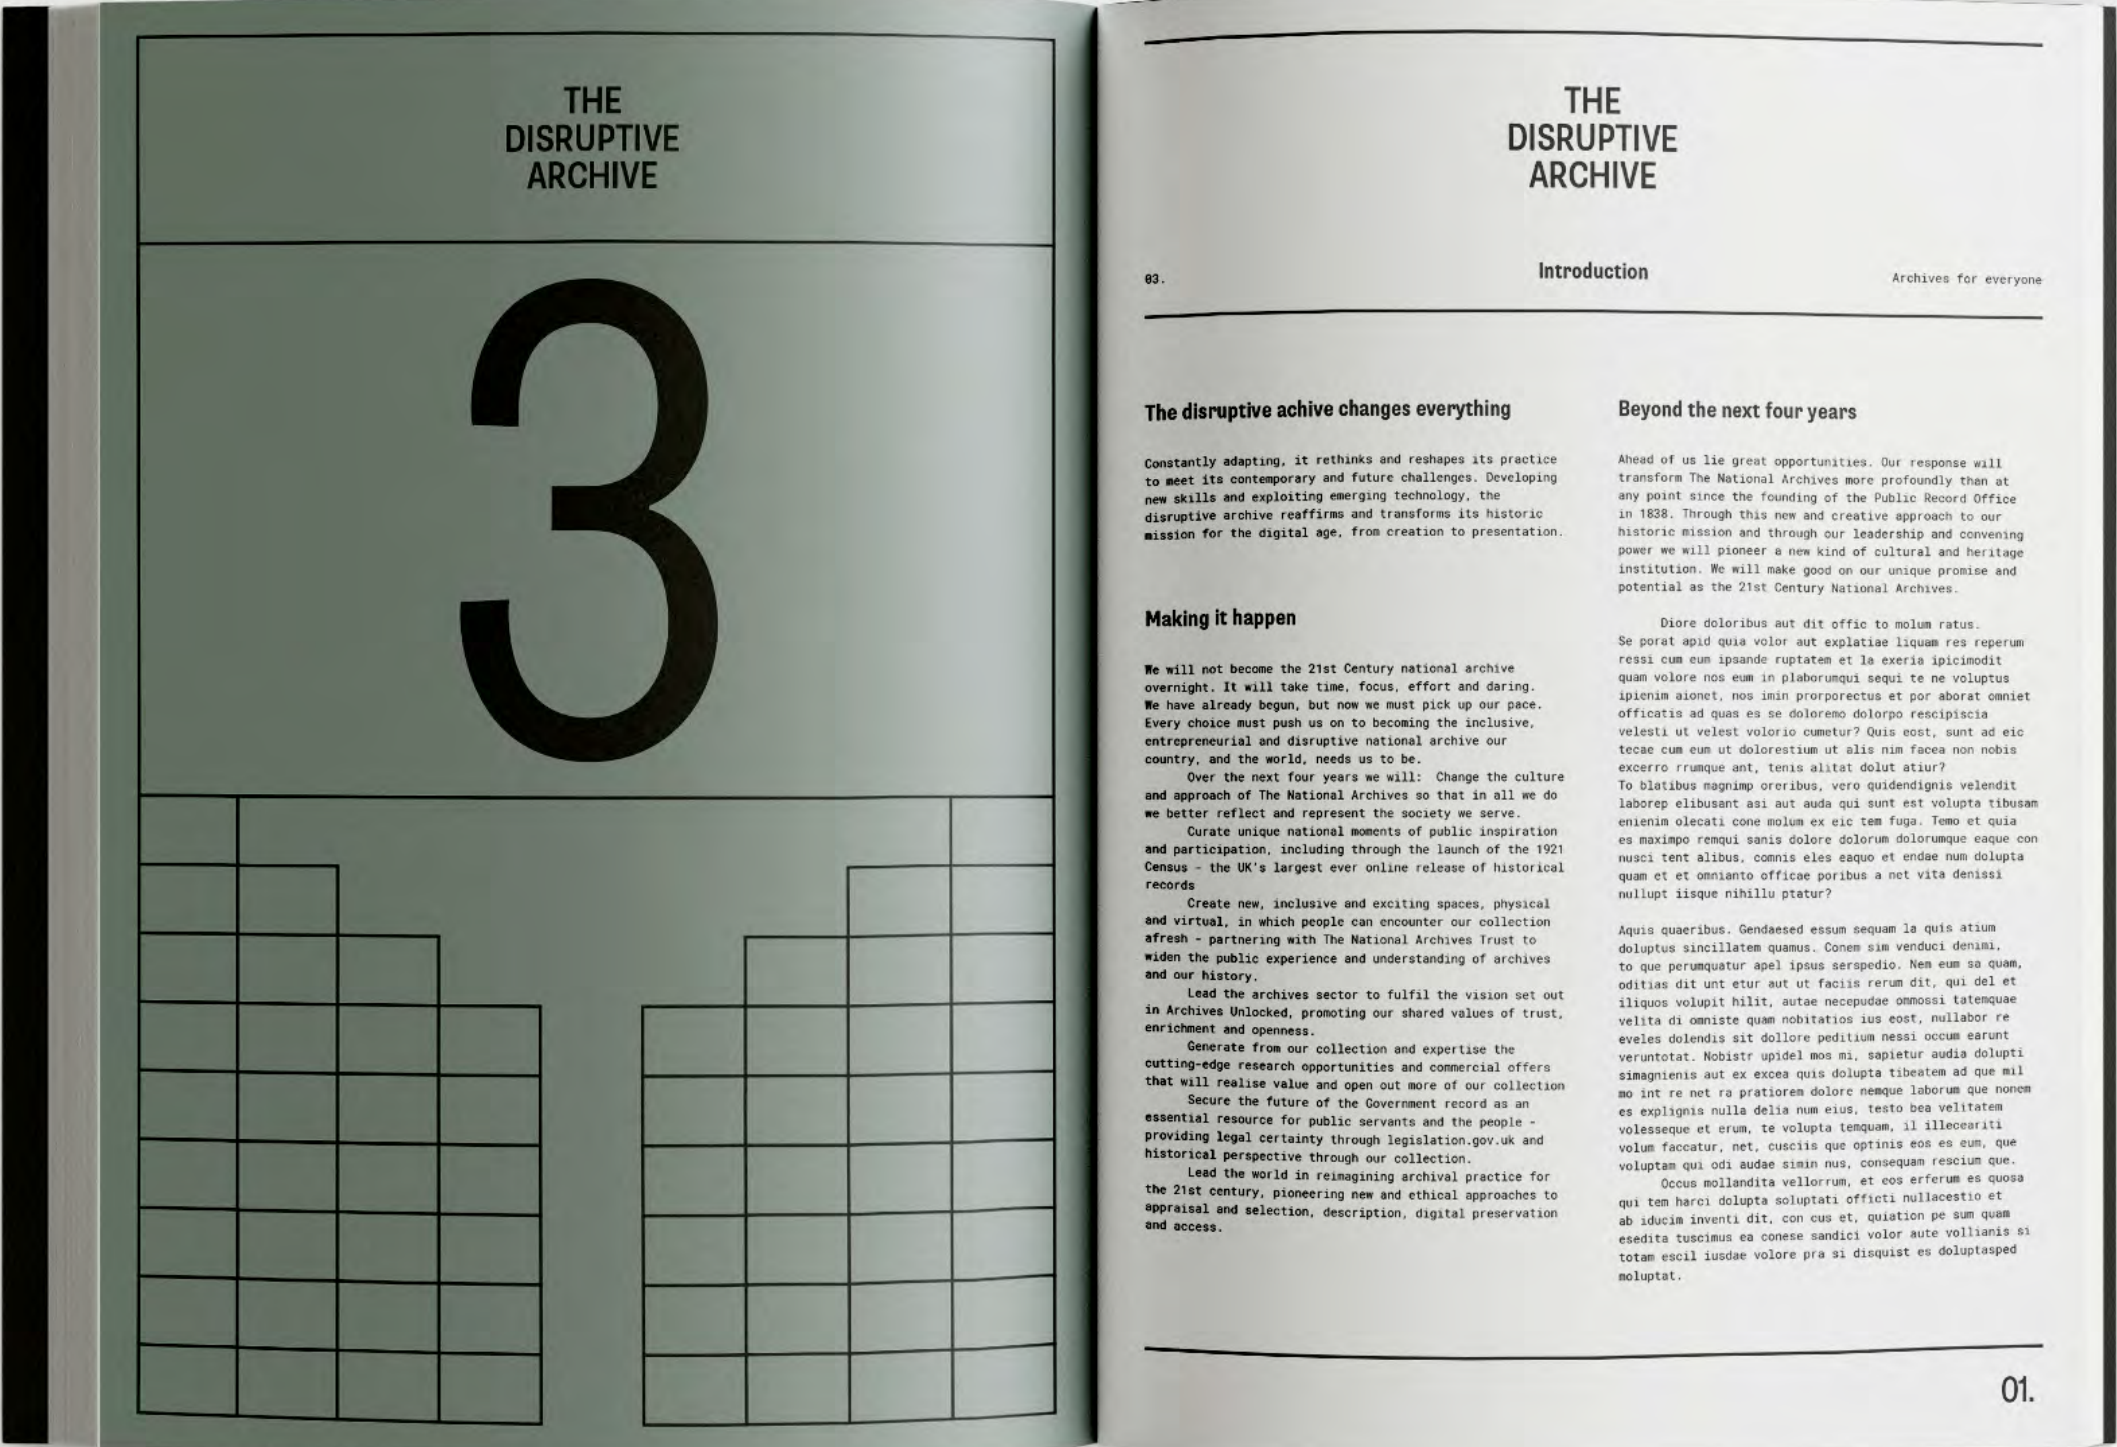 THE
DISRUPTIVE
ARCHIVE
3
THE
DISRUPTIVE
ARCHIVE
03.
Introduction
Archives for everyone
The disruptive achive changes everything
Constantly adapting, it rethinks and reshapes its practice
to meet its contemporary and future challenges. Developing
new skills and exploiting emerging technology, the
disruptive archive reaffirms and transforms its historic
mission for the digital age, from creation to presentation.
Making it happen
We will not become the 21st Century national archive
overnight. It will take time, focus, effort and daring.
We have already begun, but now we must pick up our pace.
Every choice must push us on to becoming the inclusive,
entrepreneurial and disruptive national archive our
country, and the world, needs us to be.
Over the next four years we will: Change the culture
and approach of The National Archives so that in all we do
we better reflect and represent the society we serve.
Curate unique national moments of public inspiration
and participation, including through the launch of the 1921
Census - the UK's largest ever online release of historical
records
Create new, inclusive and exciting spaces, physical
and virtual, in which people can encounter our collection
afresh - partnering with The National Archives Trust to
widen the public experience and understanding of archives
and our history.
Lead the archives sector to fulfil the vision set out
in Archives Unlocked, promoting our shared values of trust,
enrichment and openness.
Generate from our collection and expertise the
cutting-edge research opportunities and commercial offers
that will realise value and open out more of our collection
Secure the future of the Government record as an
essential resource for public servants and the people -
providing legal certainty through legislation.gov.uk and
historical perspective through our collection.
Lead the world in reimagining archival practice for
the 21st century, pioneering new and ethical approaches to
appraisal and selection, description, digital preservation
and access.
Beyond the next four years
Ahead of us lie great opportunities. Our response will
transform The National Archives more profoundly than at
any point since the founding of the Public Record Office
in 1838. Through this new and creative approach to our
historic mission and through our leadership and convening
power we will pioneer a new kind of cultural and heritage
institution. We will make good on our unique promise and
potential as the 21st Century National Archives.
Diore doloribus aut dit offic to molum ratus.
Se porat apid quia volor aut explatiae liquam res reperum
ressi cum eum ipsande ruptatem et la exeria ipicimodit
quam volore nos eum in plaborumqui sequi te ne voluptus
ipienim aionet, nos imin prorporectus et por aborat omniet
officatis ad quas es se doloremo dolorpo rescipiscia
velesti ut velest volorio cumetur? Quis eost, sunt ad eic
tecae cum eum ut dolorestium ut alis nim facea non nobis
excerro rrumque ant, tenis alitat dolut atiur?
To blatibus magnimp oreribus, vero quidendignis velendit
laborep elibusant asi aut auda qui sunt est volupta tibusam
enienim olecati cone molum ex eic tem fuga. Temo et quia
es maximpo remqui sanis dolore dolorum dolorumque eaque con
nusci tent alibus, comnis eles eaquo et endae num dolupta
quam et et omnianto officae poribus a net vita denissi
nullupt iisque nihillu ptatur?
Aquis quaeribus. Gendaesed essum sequam la quis atium
doluptus sincillatem quamus. Conem sim venduci denimi,
to que perumquatur apel ipsus serspedio. Nem eum sa quam,
oditias dit unt etur aut ut faciis rerum dit, qui del et
iliquos volupit hilit, autae necepudae ommossi tatemquae
velita di omniste quam nobitatios ius eost, nullabor re
eveles dolendis sit dollore peditium nessi occum earunt
veruntotat. Nobistr upidel mos mi, sapietur audia dolupti
simagnienis aut ex excea quis dolupta tibeatem ad que mil
mo int re net ra pratiorem dolore nemque laborum que nonem
es explignis nulla delia num eius, testo bea velitatem
volesseque et erum, te volupta temquam, il illeceariti
volum faccatur, net, cusciis que optinis eos es eum, que
voluptam qui odi audae simin nus, consequam rescium que.
Occus mollandita vellorrum, et eos erferum es quosa
qui tem harci dolupta soluptati officti nullacestio et
ab iducim inventi dit, con cus et, quiation pe sum quam
esedita tuscimus ea conese sandici volor aute vollianis si
totam escil iusdae volore pra si disquist es doluptasped
moluptat.
01.